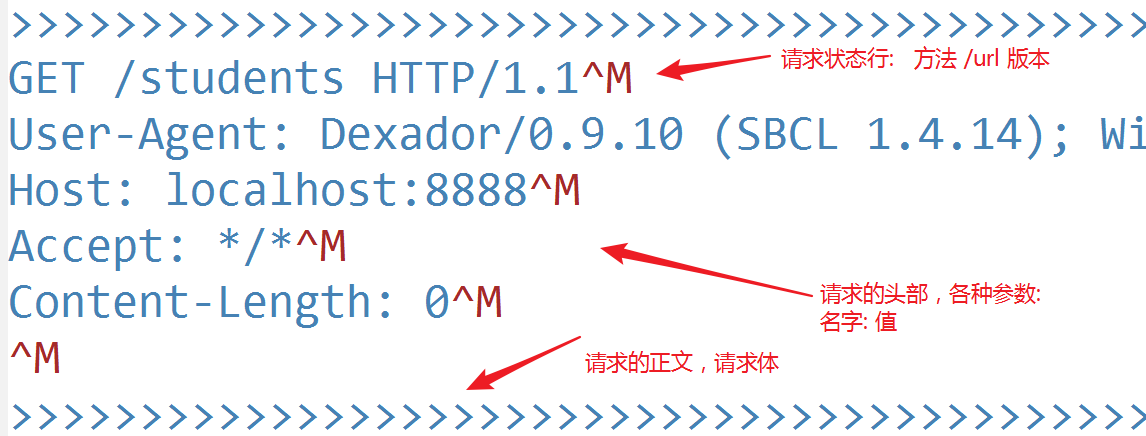 >>>>>>>>>>>>>>>>>>>>>>>>>>>>>>>>>>>>>>>>>>>>
GET /students HTTP/1.1^M
请求状态行: 方法 /url 版本
User-Agent: Dexador/0.9.10 (SBCL 1.4.14); Wi
Host: localhost:8888^M
Accept: */*^M
请求的头部，各种参数:
名字: 值
Content-Length: 0^M
^M
请求的正文，请求体
>>>>>>>>>>>>>>>>>>>>>>>>>>>>>>>>>>>>>>>>>>>>